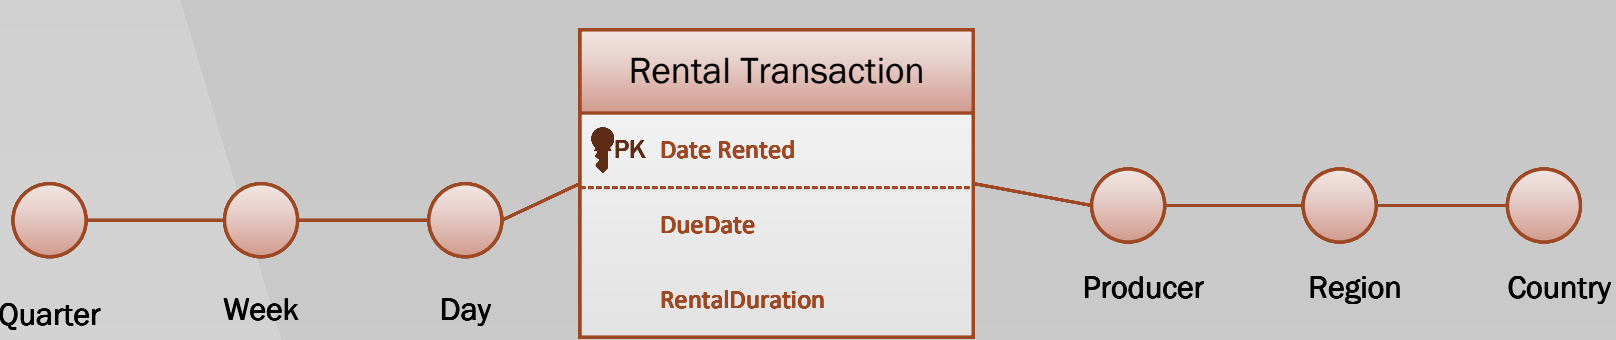 Rental Transaction
PK Date Rented
DueDate
RentalDuration
Quarter
Week
Day
Producer
Region
Country